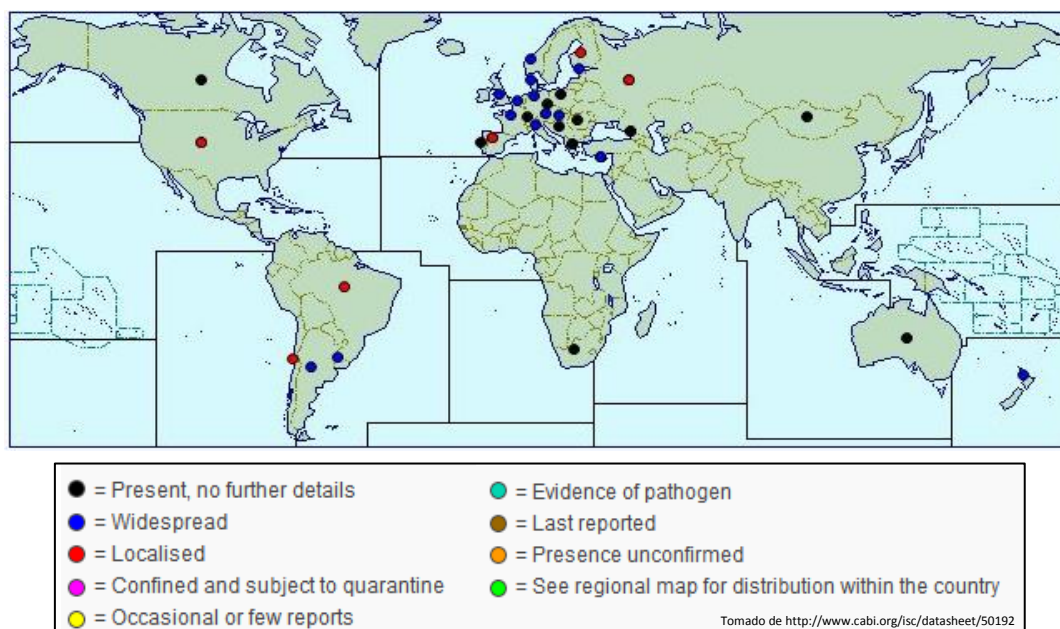 = Present, no further details
= Widespread
= Localised
= Confined and subject to quarantine
= Occasional or few reports
= Evidence of pathogen
= Last reported
= Presence unconfirmed
= See regional map for distribution within the country
Tomado de http://www.cabi.org/isc/datasheet/50192